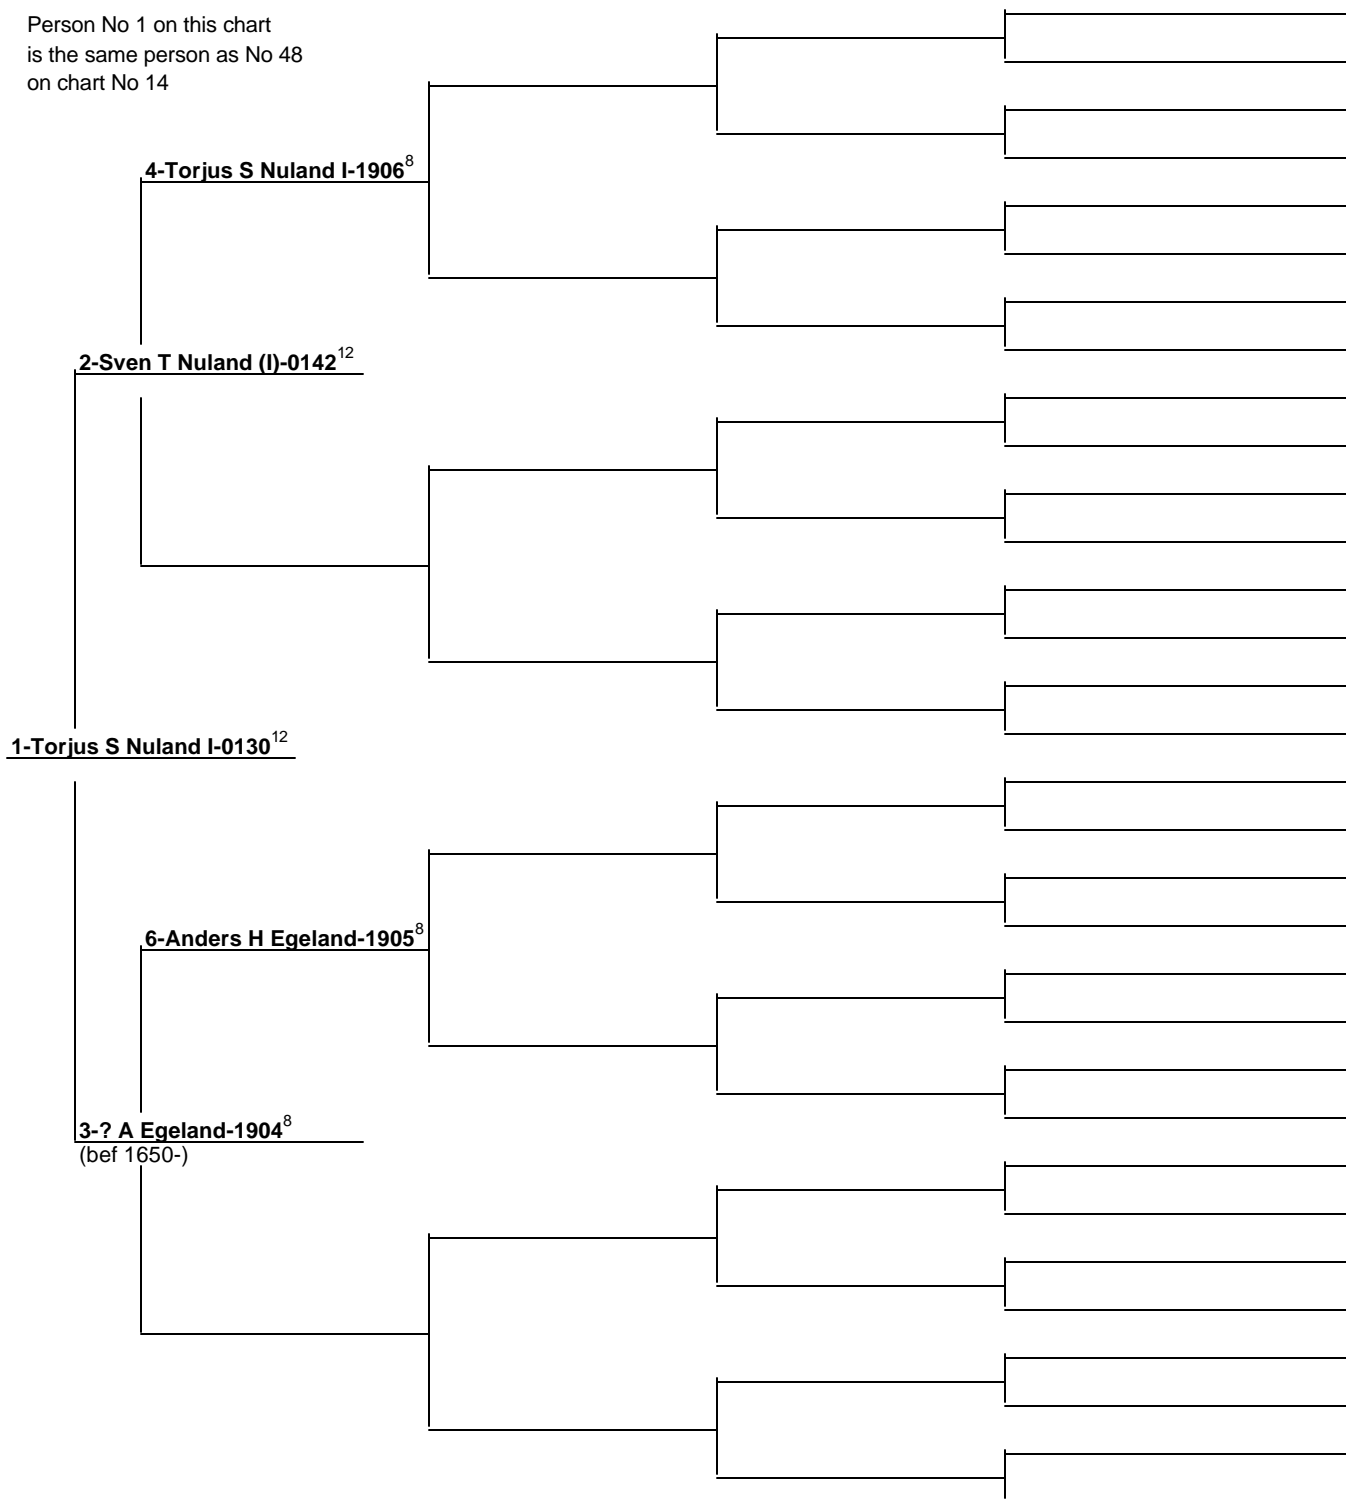 Person No 1 on this chart
is the same person as No 48
on chart No 14
4-Torjus S Nuland I-1906⁸
2-Sven T Nuland (I)-0142¹²
1-Torjus S Nuland I-0130¹²
6-Anders H Egeland-1905⁸
3-? A Egeland-1904⁸
(bef 1650-)